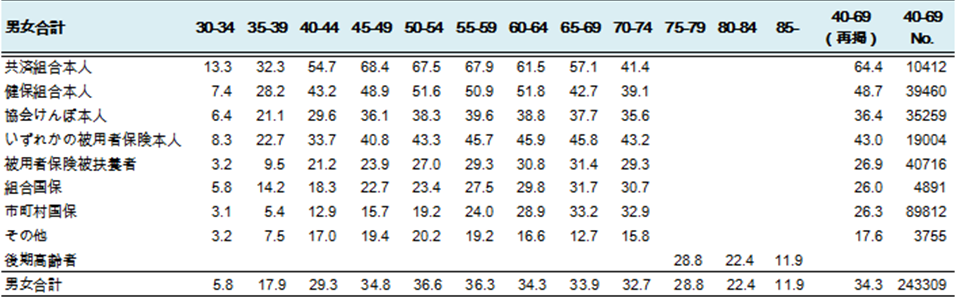 男女合計 30-34 35-39 40-44 45-49 50-54 55-59 60-64 65-69 70-74 75-79 80-84 85- 40-69（再掲） 40-69 No.
共済組合本人 13.3 32.3 54.7 68.4 67.5 67.9 61.5 57.1 41.4 64.4 10412
健保組合本人 7.4 28.2 43.2 48.9 51.6 50.9 51.8 42.7 39.1 48.7 39460
協会けんぽ本人 6.4 21.1 29.6 36.1 38.3 39.6 38.8 37.7 35.6 36.4 35259
いずれかの被用者保険本人 8.3 22.7 33.7 40.8 43.3 45.7 45.9 45.8 43.2 43.0 19004
被用者保険被扶養者 3.2 9.5 21.2 23.9 27.0 29.3 30.8 31.4 29.3 26.9 40716
組合国保 5.8 14.2 18.3 22.7 23.4 27.5 29.8 31.7 30.7 26.0 4891
市町村国保 3.1 5.4 12.9 15.7 19.2 24.0 28.9 33.2 32.9 26.3 89812
その他 3.2 7.5 17.0 19.4 20.2 19.2 16.6 12.7 15.8 17.6 3755
後期高齢者 28.8 22.4 11.9
男女合計 5.8 17.9 29.3 34.8 36.6 36.3 34.3 33.9 32.7 28.8 22.4 11.9 34.3 243309